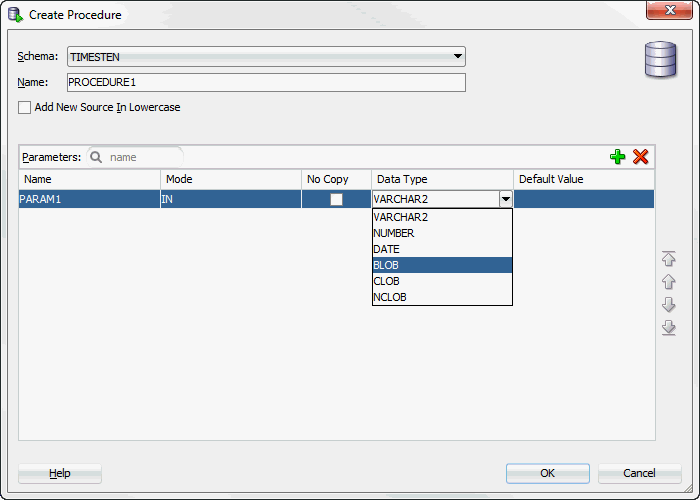 Create Procedure
Schema: TIMESTEN
Name: PROCEDURE1
Add New Source In Lowercase
Parameters: name
Name Mode No Copy Data Type Default Value
PARAM1 IN VARCHAR2
VARCHAR2
NUMBER
DATE
BLOB
CLOB
NCLOB
Help OK Cancel